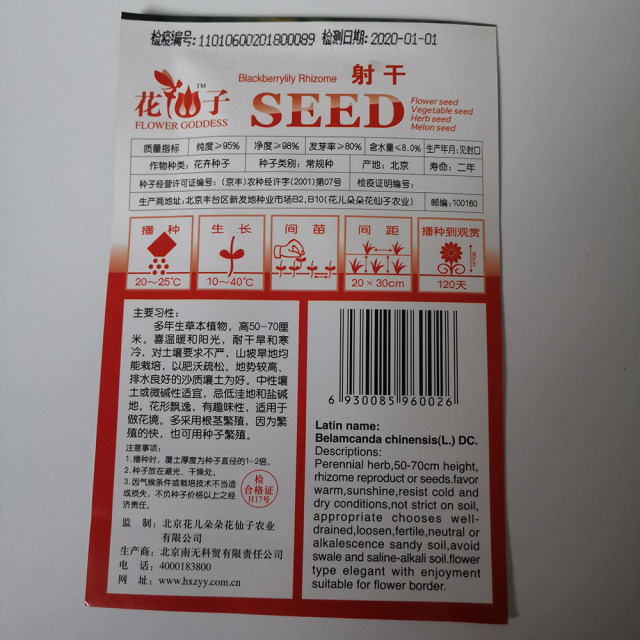 检疫编号:11010600201800089 检测日期: 2020-01-01
Blackberrylily Rhizome 射干
花仙子™
FLOWER GODDESS
SEED
Flower seed
Vegetable seed
Herb seed
Melon seed
质量指标 纯度≥95% 净度≥98% 发芽率≥80% 含水量<8.0% 生产年月:见封口
作物种类: 花卉种子 种子类别: 常规种 产地: 北京 寿命: 二年
种子经营许可证编号: (京丰)农种经许字(2001)第07号 检疫证明编号:
生产商地址: 北京丰台区新发地种业市场B2,B10(花儿朵朵花仙子农业) 邮编: 100160
播种 生长 间苗 间距 播种到观赏
20~25℃ 10~40℃ 20×30cm 120天
主要习性:
多年生草本植物，高50-70厘
米。喜温暖和阳光，耐干旱和寒
冷，对土壤要求不严，山坡旱地均
能栽培，以肥沃疏松，地势较高、
排水良好的沙质壤土为好。中性壤
土或微碱性适宜，忌低洼地和盐碱
地。花形飘逸，有趣味性，适用于
做花境。多采用根茎繁殖，因为繁
殖的快，也可用种子繁殖。
注意事项:
1.播种时，覆土厚度为种子直径的1-2倍。
2.种子放在避光、干燥处。
3.因气候条件或栽培技术不当造
成损失，不负种子价格以上之经
济责任。
检
合格证
H17号
监 制: 北京花儿朵朵花仙子农业
有限公司
生产商: 北京南无科贸有限责任公司
电 话: 4000183800
网 址: www.hxzyy.com.cn
6 930085 960026
Latin name:
Belamcanda chinensis(L.) DC.
Descriptions:
Perennial herb,50-70cm height,
rhizome reproduct or seeds.favor
warm,sunshine,resist cold and
dry conditions,not strict on soil,
appropriate chooses well-
drained,loosen,fertile,neutral or
alkalescence sandy soil,avoid
swale and saline-alkali soil.flower
type elegant with enjoyment
suitable for flower border.